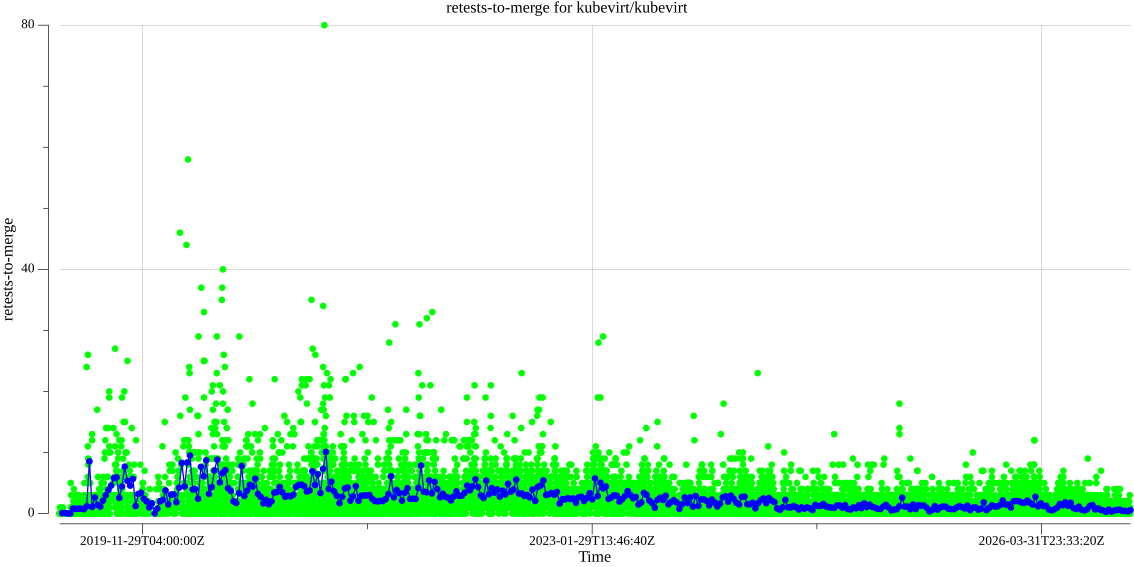 retests-to-merge for kubevirt/kubevirt
80
40
0
retests-to-merge
2019-11-29T04:00:00Z
2023-01-29T13:46:40Z
2026-03-31T23:33:20Z
Time